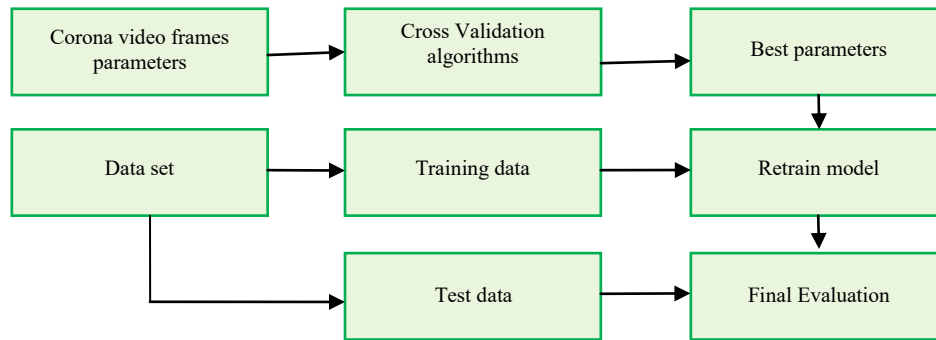 Corona video frames
parameters
Cross Validation
algorithms
Best parameters
Data set
Training data
Retrain model
Test data
Final Evaluation